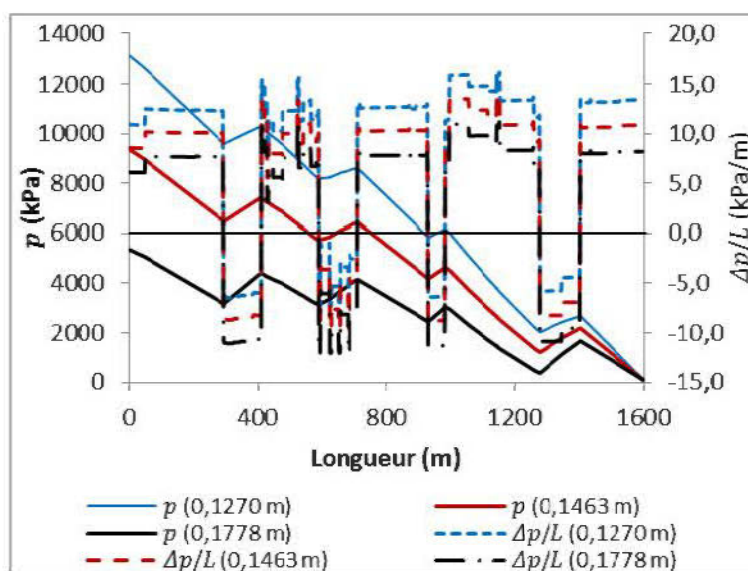 14000
12000
10000
8000
6000
4000
2000
0
p (kPa)
20,0
15,0
10,0
5,0
0,0
-5,0
-10,0
-15,0
Δp/L (kPa/m)
0 400 800 1200 1600
Longueur (m)
p (0,1270 m) p (0,1463 m)
p (0,1778 m) Δp/L (0,1270 m)
Δp/L (0,1463 m) Δp/L (0,1778 m)